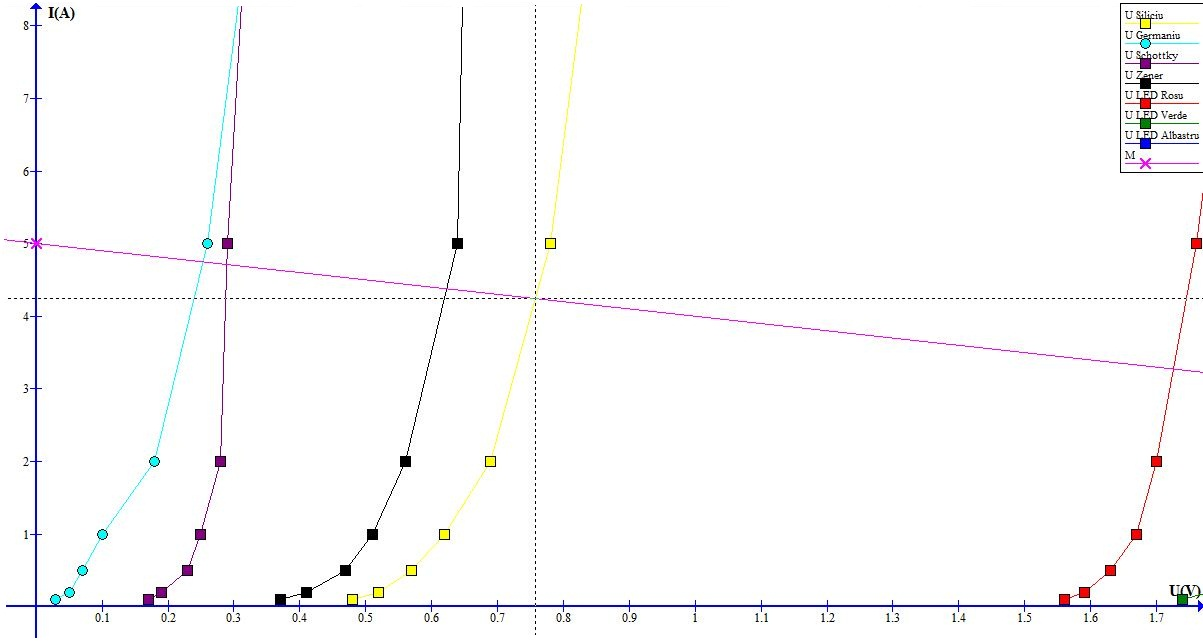 I(A)
8
7
6
5
4
3
2
1
0.1 0.2 0.3 0.4 0.5 0.6 0.7 0.8 0.9 1 1.1 1.2 1.3 1.4 1.5 1.6 1.7
U(V)
U Siliciu
U Germaniu
U Schottky
U Zener
U LED Rosu
U LED Verde
U LED Albastru
M